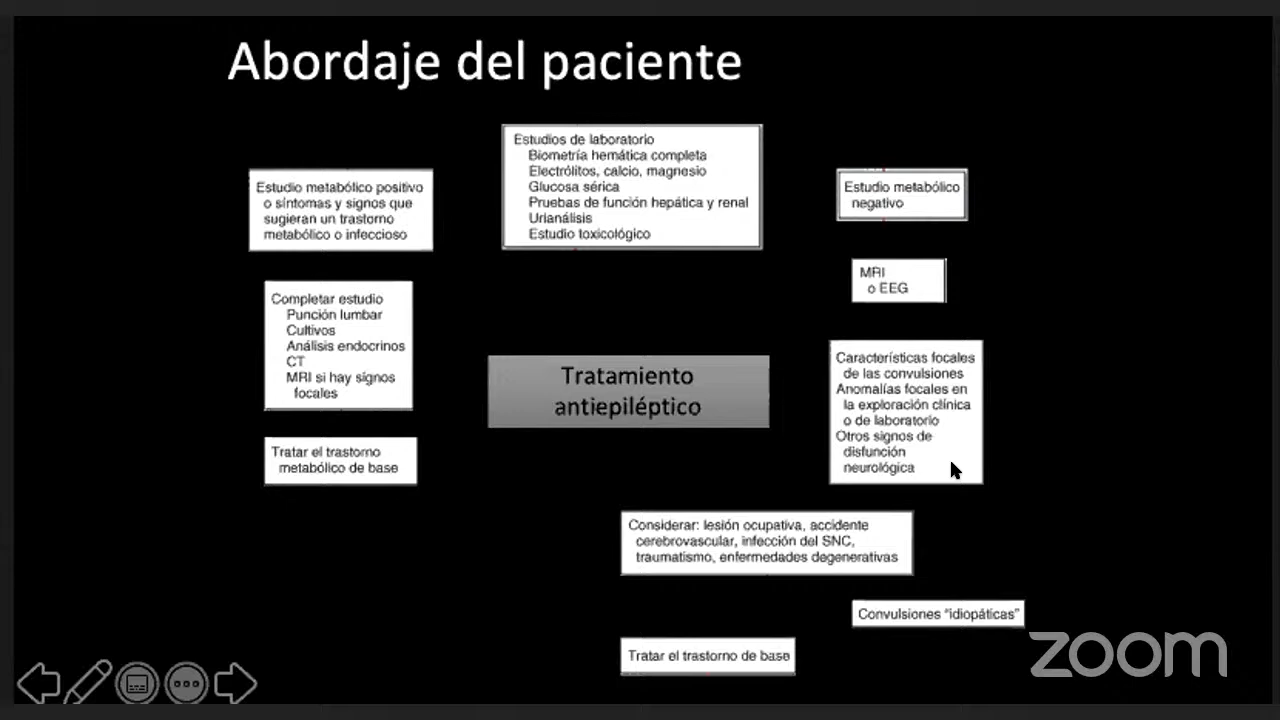 Abordaje del paciente
Estudios de laboratorio
Biometría hemática completa
Electrólitos, calcio, magnesio
Glucosa sérica
Pruebas de función hepática y renal
Urianálisis
Estudio toxicológico
Estudio metabólico positivo
o síntomas y signos que
sugieran un trastorno
metabólico o infeccioso
Estudio metabólico
negativo
MRI
o EEG
Completar estudio
Punción lumbar
Cultivos
Análisis endocrinos
CT
MRI si hay signos
focales
Tratamiento
antiepiléptico
Características focales
de las convulsiones
Anomalías focales en
la exploración clínica
o de laboratorio
Otros signos de
disfunción
neurológica
Tratar el trastorno
metabólico de base
Considerar: lesión ocupativa, accidente
cerebrovascular, infección del SNC,
traumatismo, enfermedades degenerativas
Convulsiones "idiopáticas"
Tratar el trastorno de base
zoom